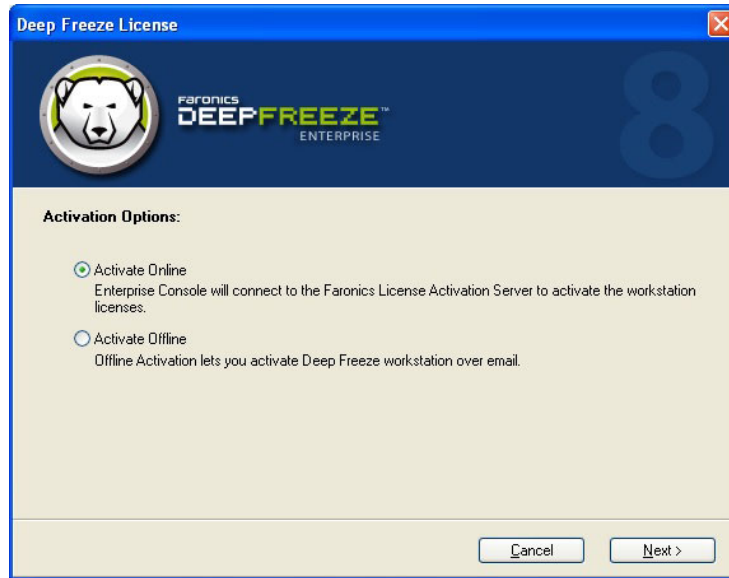 Deep Freeze License
Faronics
DEEPFREEZE™
ENTERPRISE
8
Activation Options:
Activate Online
Enterprise Console will connect to the Faronics License Activation Server to activate the workstation
licenses.
Activate Offline
Offline Activation lets you activate Deep Freeze workstation over email.
Cancel
Next >